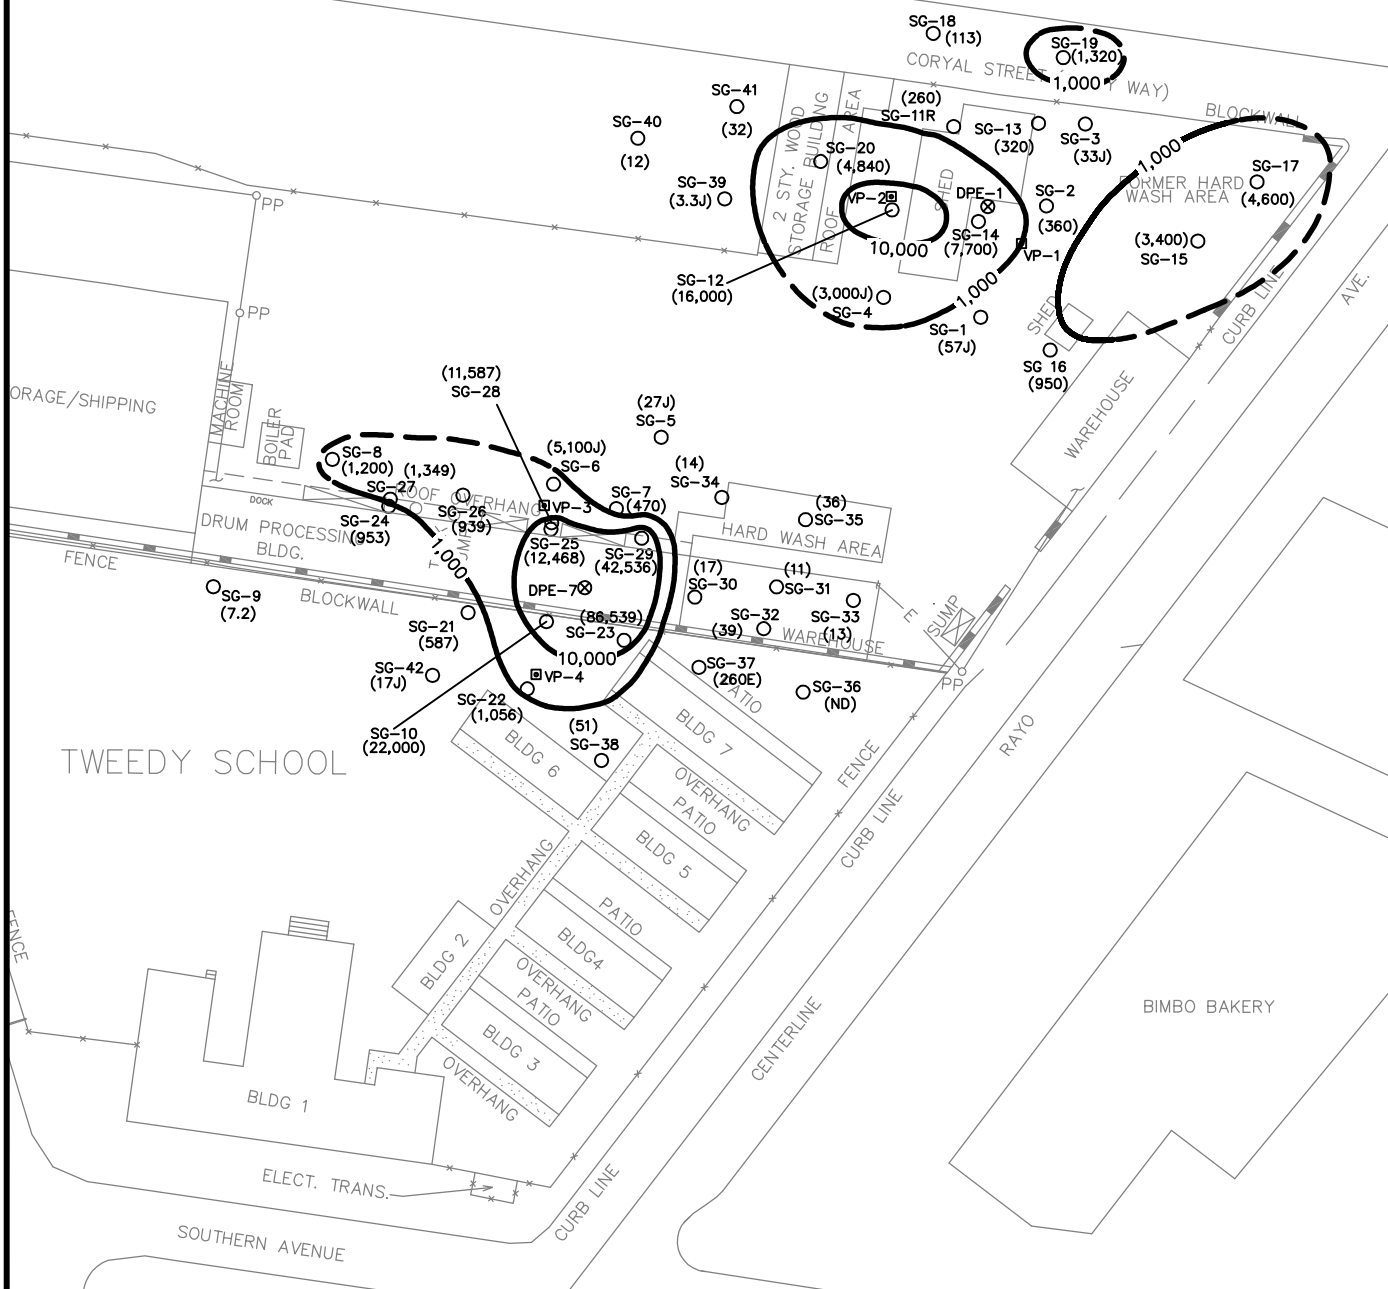 SG-18
(113)
SG-19
(1,320)
1,000
CORYAL STREET
WAY)
BLOCKWALL
SG-41
(32)
SG-40
(12)
SG-39
(3.3J)
2 STY. WOOD
STORAGE BUILDING
ROOF AREA
(260)
SG-11R
SG-13
(320)
SG-3
(33J)
SG-20
(4,840)
SHED
VP-2
DPE-1
SG-2
(360)
SG-14
(7,700)
VP-1
10,000
1,000
SG-12
(16,000)
(3,000J)
SG-4
SG-1
(57J)
1,000
SG-17
(4,600)
FORMER HARD
WASH AREA
(3,400)
SG-15
SHED
SG 16
(950)
CURB LINE
AVE.
WAREHOUSE
PP
PP
ORAGE/SHIPPING
MACHINE
ROOM
BOILER
PAD
(11,587)
SG-28
(27J)
SG-5
SG-8
(1,200)
(1,349)
SG-27
(5,100J)
SG-6
(14)
SG-34
SG-7
(470)
(36)
SG-35
HARD WASH AREA
DOCK
ROOF OVERHANG
SG-24
(953)
SG-26
(939)
VP-3
DRUM PROCESSING
BLDG.
SG-25
(12,468)
SG-29
(42,536)
1,000
FENCE
BLOCKWALL
SG-9
(7.2)
DPE-7
(86,539)
SG-23
10,000
(17)
SG-30
(11)
SG-31
SG-32
(39)
SG-33
(13)
WAREHOUSE
E
SUMP
PP
SG-21
(587)
SG-42
(17J)
VP-4
SG-22
(1,056)
SG-37
(260E)
SG-36
(ND)
SG-10
(22,000)
(51)
SG-38
TWEEDY SCHOOL
BLDG 6
ATIO
BLDG 7
OVERHANG
PATIO
BLDG 5
OVERHANG
PATIO
BLDG4
OVERHANG
PATIO
BLDG 3
OVERHANG
BLDG 2
FENCE
BLDG 1
ELECT. TRANS.
SOUTHERN AVENUE
FENCE
CURB LINE
RAYO
CENTERLINE
CURB LINE
BIMBO BAKERY